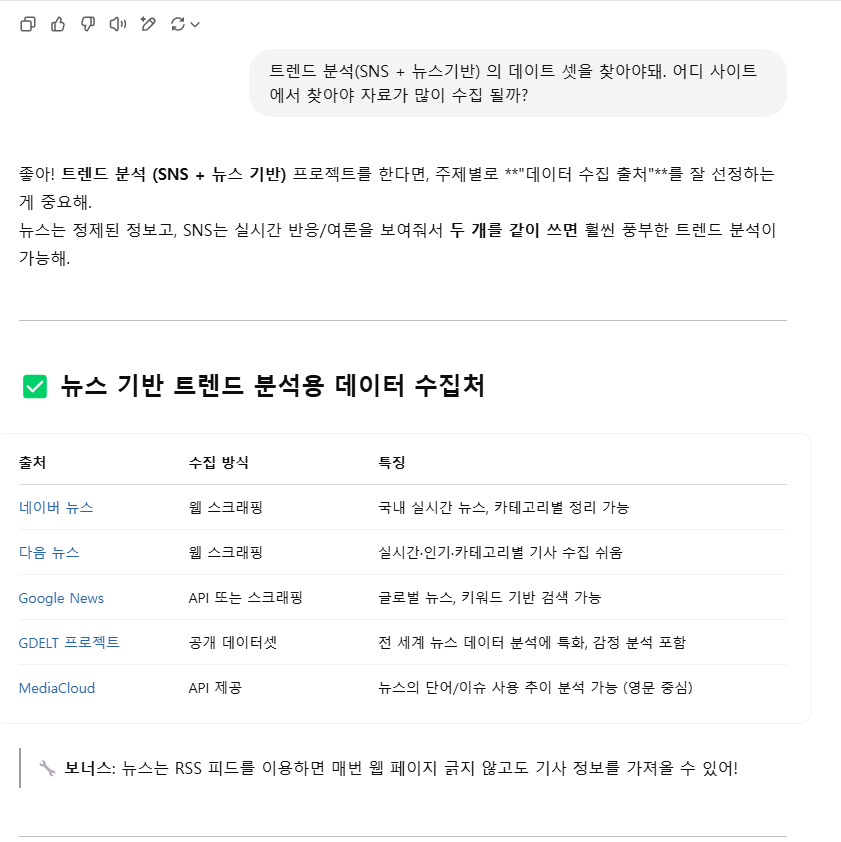 트렌드 분석(SNS + 뉴스기반) 의 데이트 셋을 찾아야돼. 어디 사이트
에서 찾아야 자료가 많이 수집 될까?
좋아! 트렌드 분석 (SNS + 뉴스 기반) 프로젝트를 한다면, 주제별로 **"데이터 수집 출처"**를 잘 선정하는
게 중요해.
뉴스는 정제된 정보고, SNS는 실시간 반응/여론을 보여줘서 두 개를 같이 쓰면 훨씬 풍부한 트렌드 분석이
가능해.
✅ 뉴스 기반 트렌드 분석용 데이터 수집처
출처 수집 방식 특징
네이버 뉴스 웹 스크래핑 국내 실시간 뉴스, 카테고리별 정리 가능
다음 뉴스 웹 스크래핑 실시간·인기·카테고리별 기사 수집 쉬움
Google News API 또는 스크래핑 글로벌 뉴스, 키워드 기반 검색 가능
GDELT 프로젝트 공개 데이터셋 전 세계 뉴스 데이터 분석에 특화, 감정 분석 포함
MediaCloud API 제공 뉴스의 단어/이슈 사용 추이 분석 가능 (영문 중심)
🔧 보너스: 뉴스는 RSS 피드를 이용하면 매번 웹 페이지 긁지 않고도 기사 정보를 가져올 수 있어!